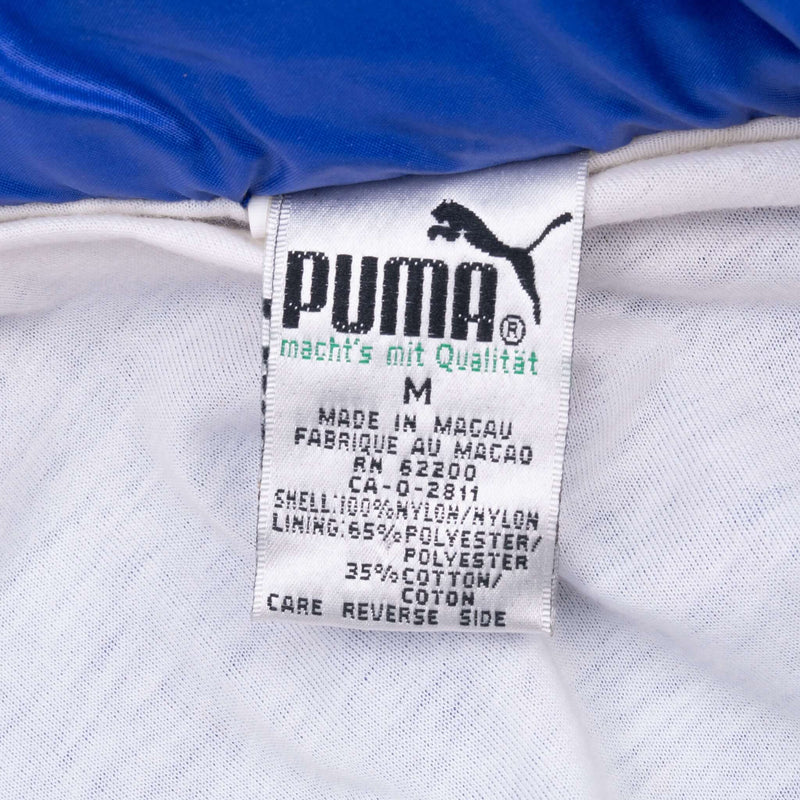 PUMA®
macht's mit Qualität
M
MADE IN MACAU
FABRIQUE AU MACAO
RN 62200
CA-0-2811
SHELL:100%NYLON/NYLON
LINING:65%POLYESTER/
POLYESTER
35%COTTON/
COTON
CARE REVERSE SIDE